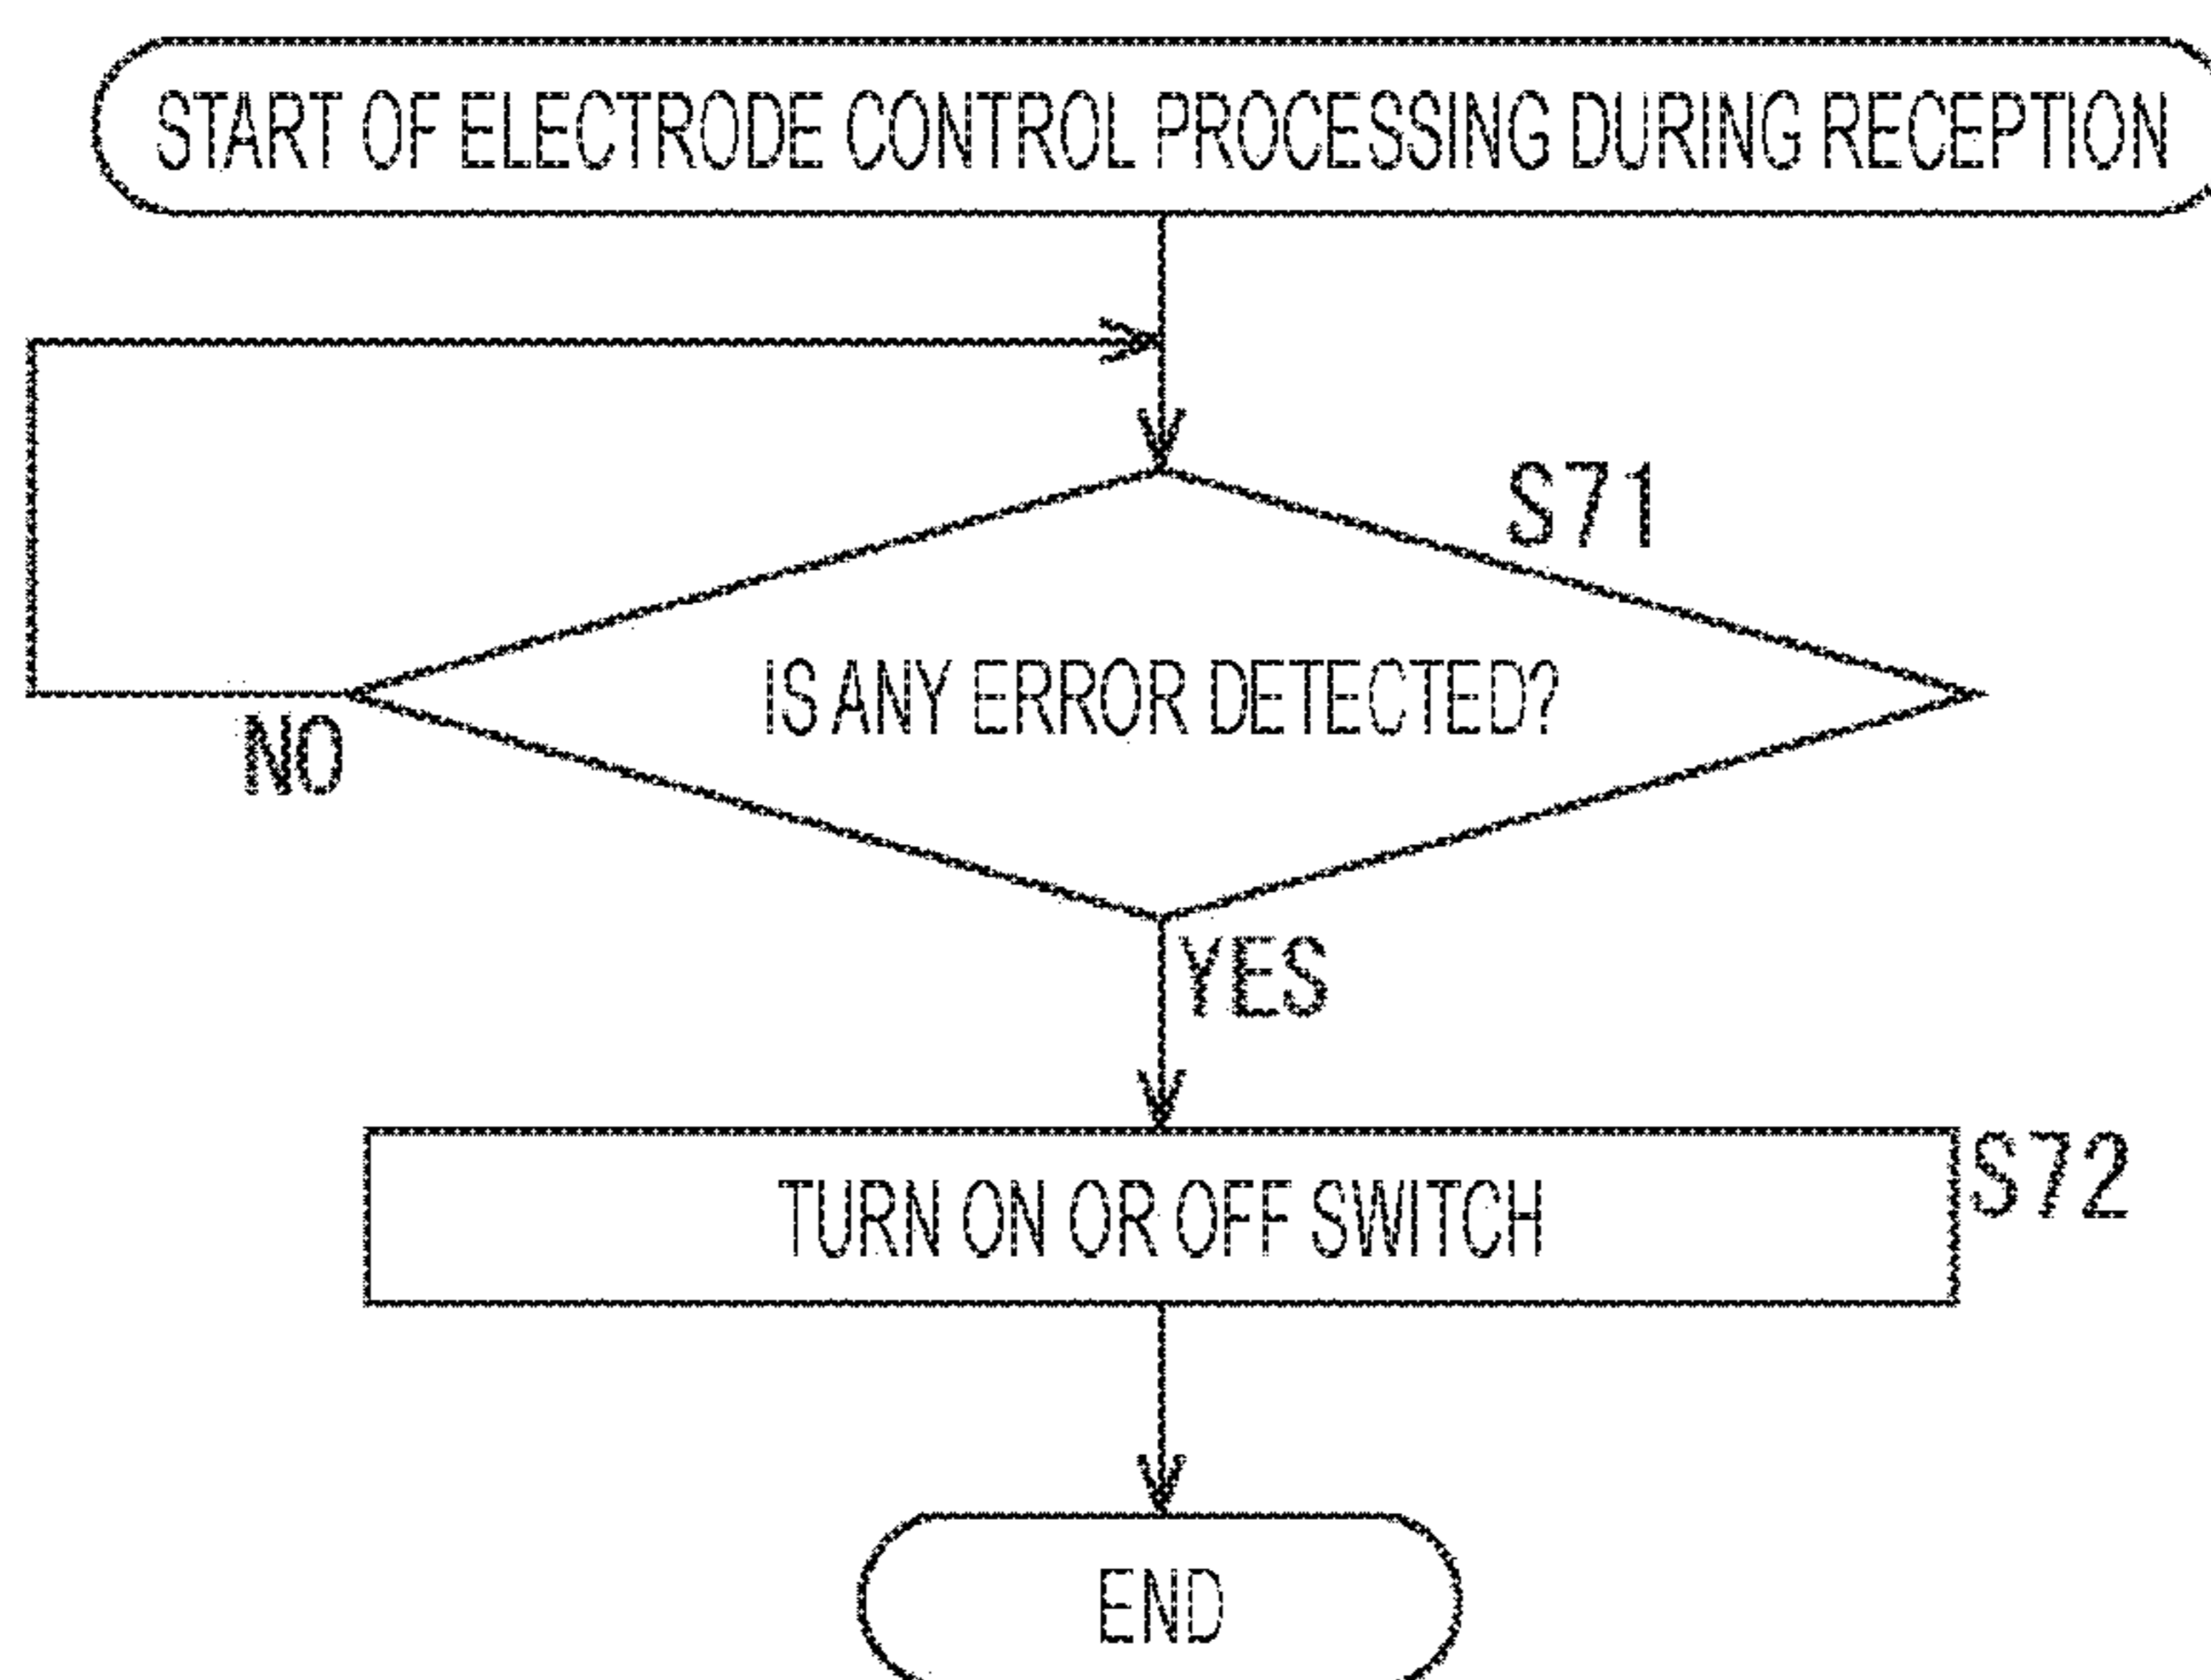 START OF ELECTRODE CONTROL PROCESSING DURING RECEPTION
S71
IS ANY ERROR DETECTED?
NO
YES
TURN ON OR OFF SWITCH
S72
END